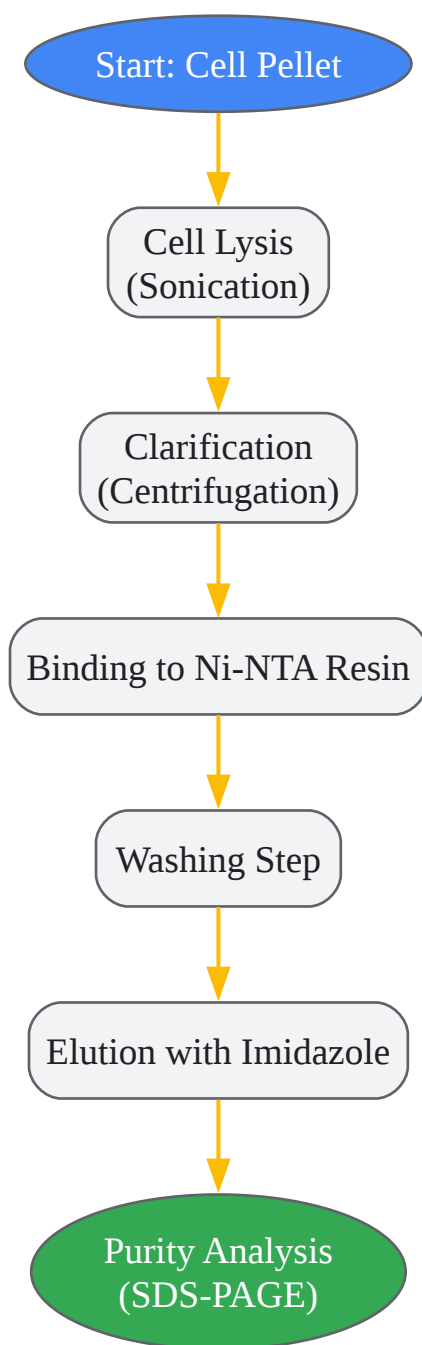 Start: Cell Pellet
Cell Lysis
(Sonication)
Clarification
(Centrifugation)
Binding to Ni-NTA Resin
Washing Step
Elution with Imidazole
Purity Analysis
(SDS-PAGE)